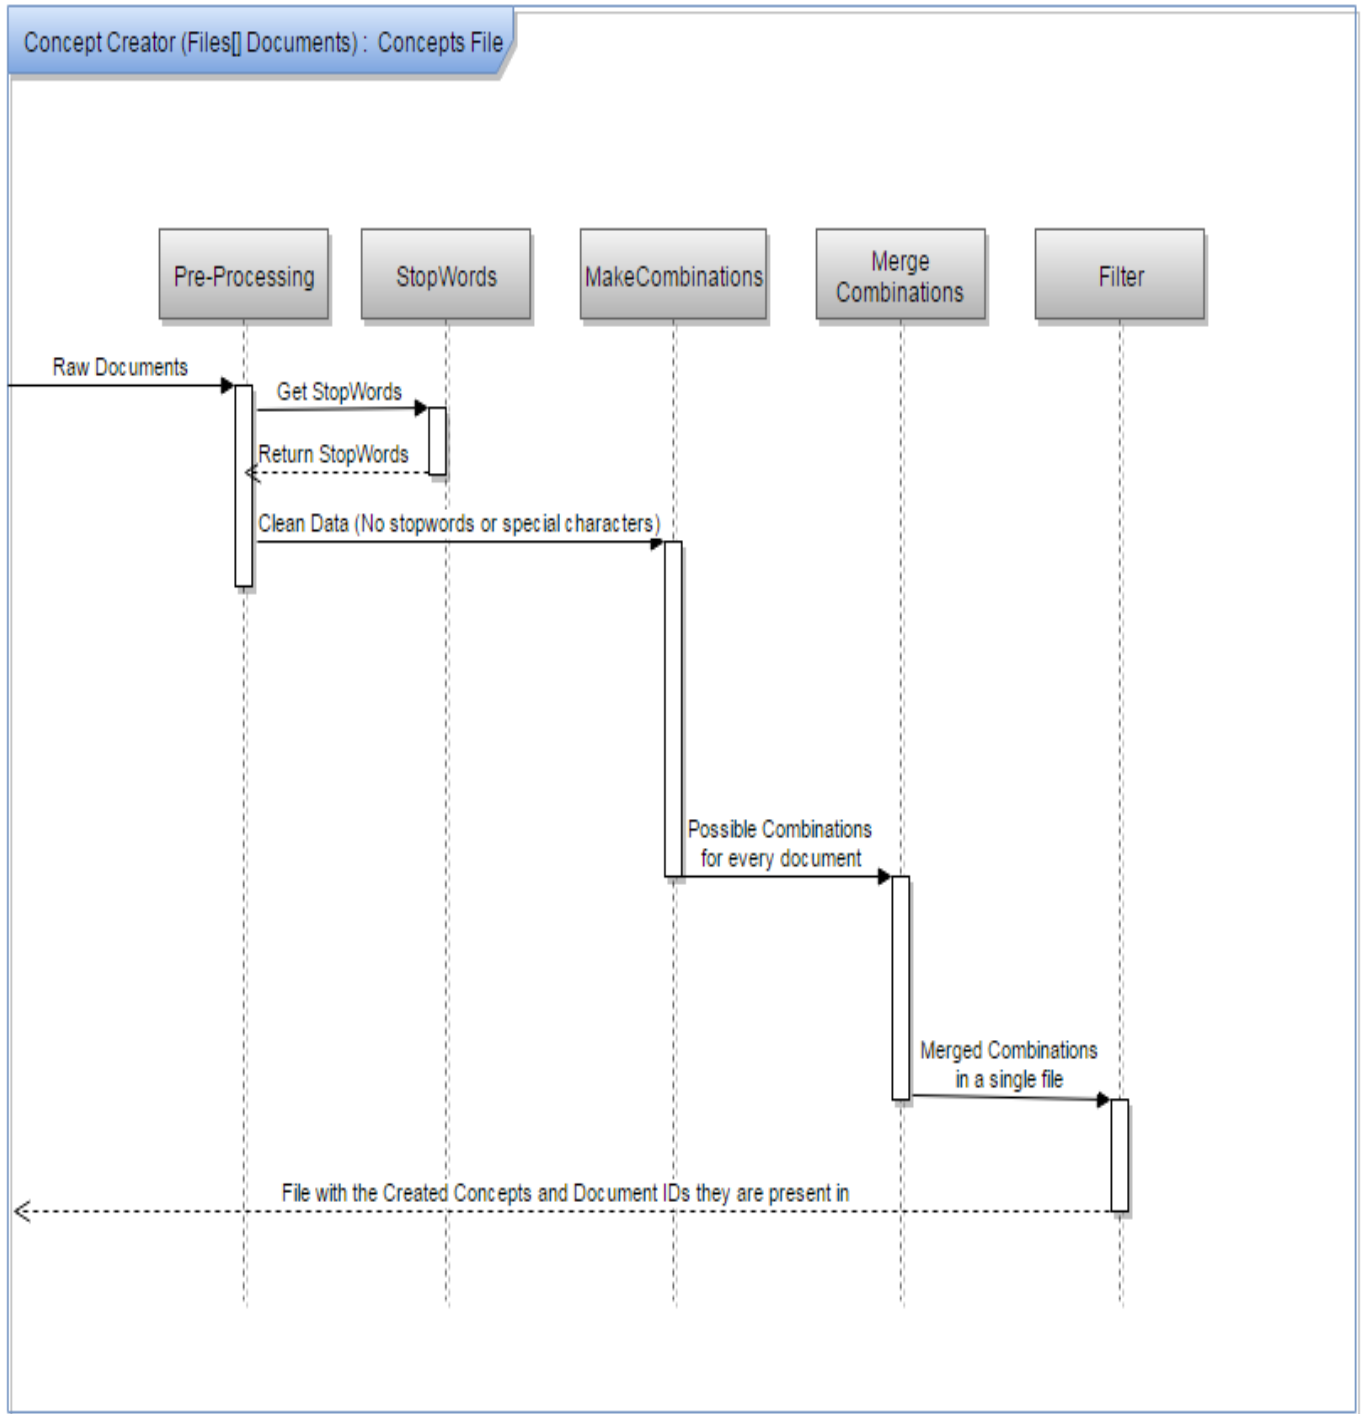 Concept Creator (Files[] Documents) : Concepts File
Pre-Processing
StopWords
MakeCombinations
Merge
Combinations
Filter
Raw Documents
Get StopWords
Return StopWords
Clean Data (No stopwords or special characters)
Possible Combinations
for every document
Merged Combinations
in a single file
File with the Created Concepts and Document IDs they are present in